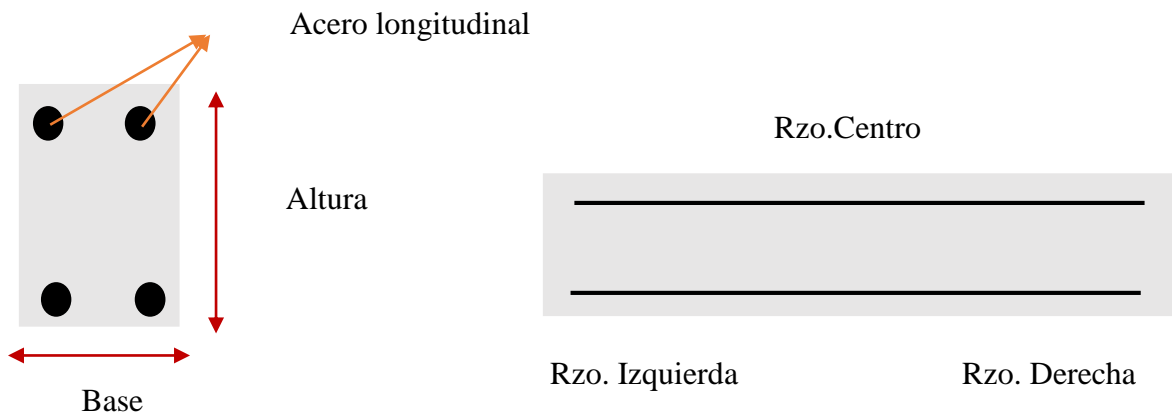 Acero longitudinal
Rzo.Centro
Altura
Rzo. Izquierda
Rzo. Derecha
Base